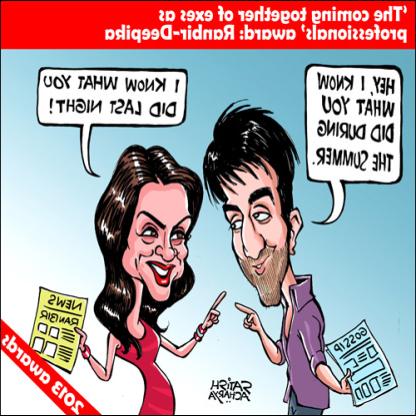 'The coming together of exes as
professionals' award: Ranbir-Deepika
HEY, I KNOW
WHAT YOU
DID DURING
THE SUMMER.
I KNOW WHAT YOU
DID LAST NIGHT!
GOSSIP
NEWS
RANBIR
SATISH
ACHARYA
2013 awards